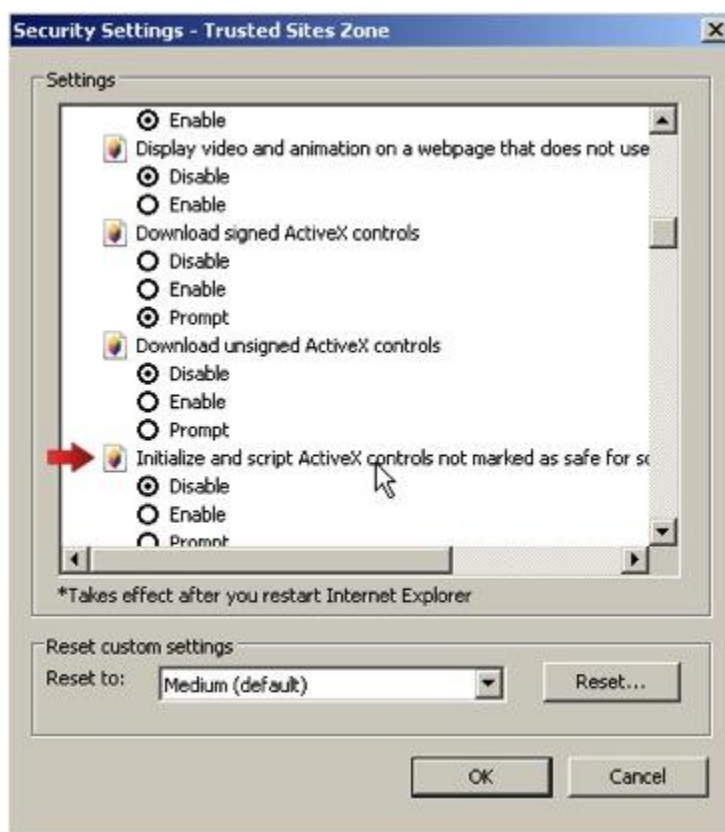 Security Settings - Trusted Sites Zone
Settings
Enable
Display video and animation on a webpage that does not use
Disable
Enable
Download signed ActiveX controls
Disable
Enable
Prompt
Download unsigned ActiveX controls
Disable
Enable
Prompt
Initialize and script ActiveX controls not marked as safe for sc
Disable
Enable
Prompt
*Takes effect after you restart Internet Explorer
Reset custom settings
Reset to:
Medium (default)
Reset...
OK
Cancel